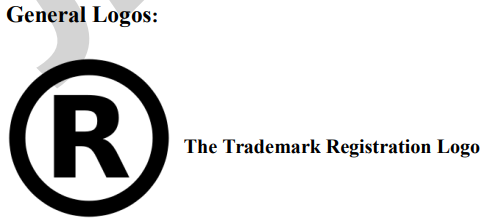 General Logos:
R
The Trademark Registration Logo